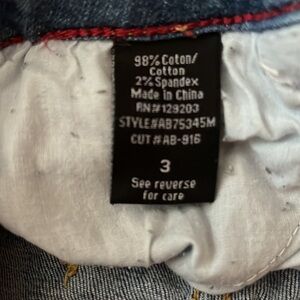 98% Coton/
Cotton
2% Spandex
Made in China
RN#129203
STYLE#AB75345M
CUT#AB-916
3
See reverse
for care